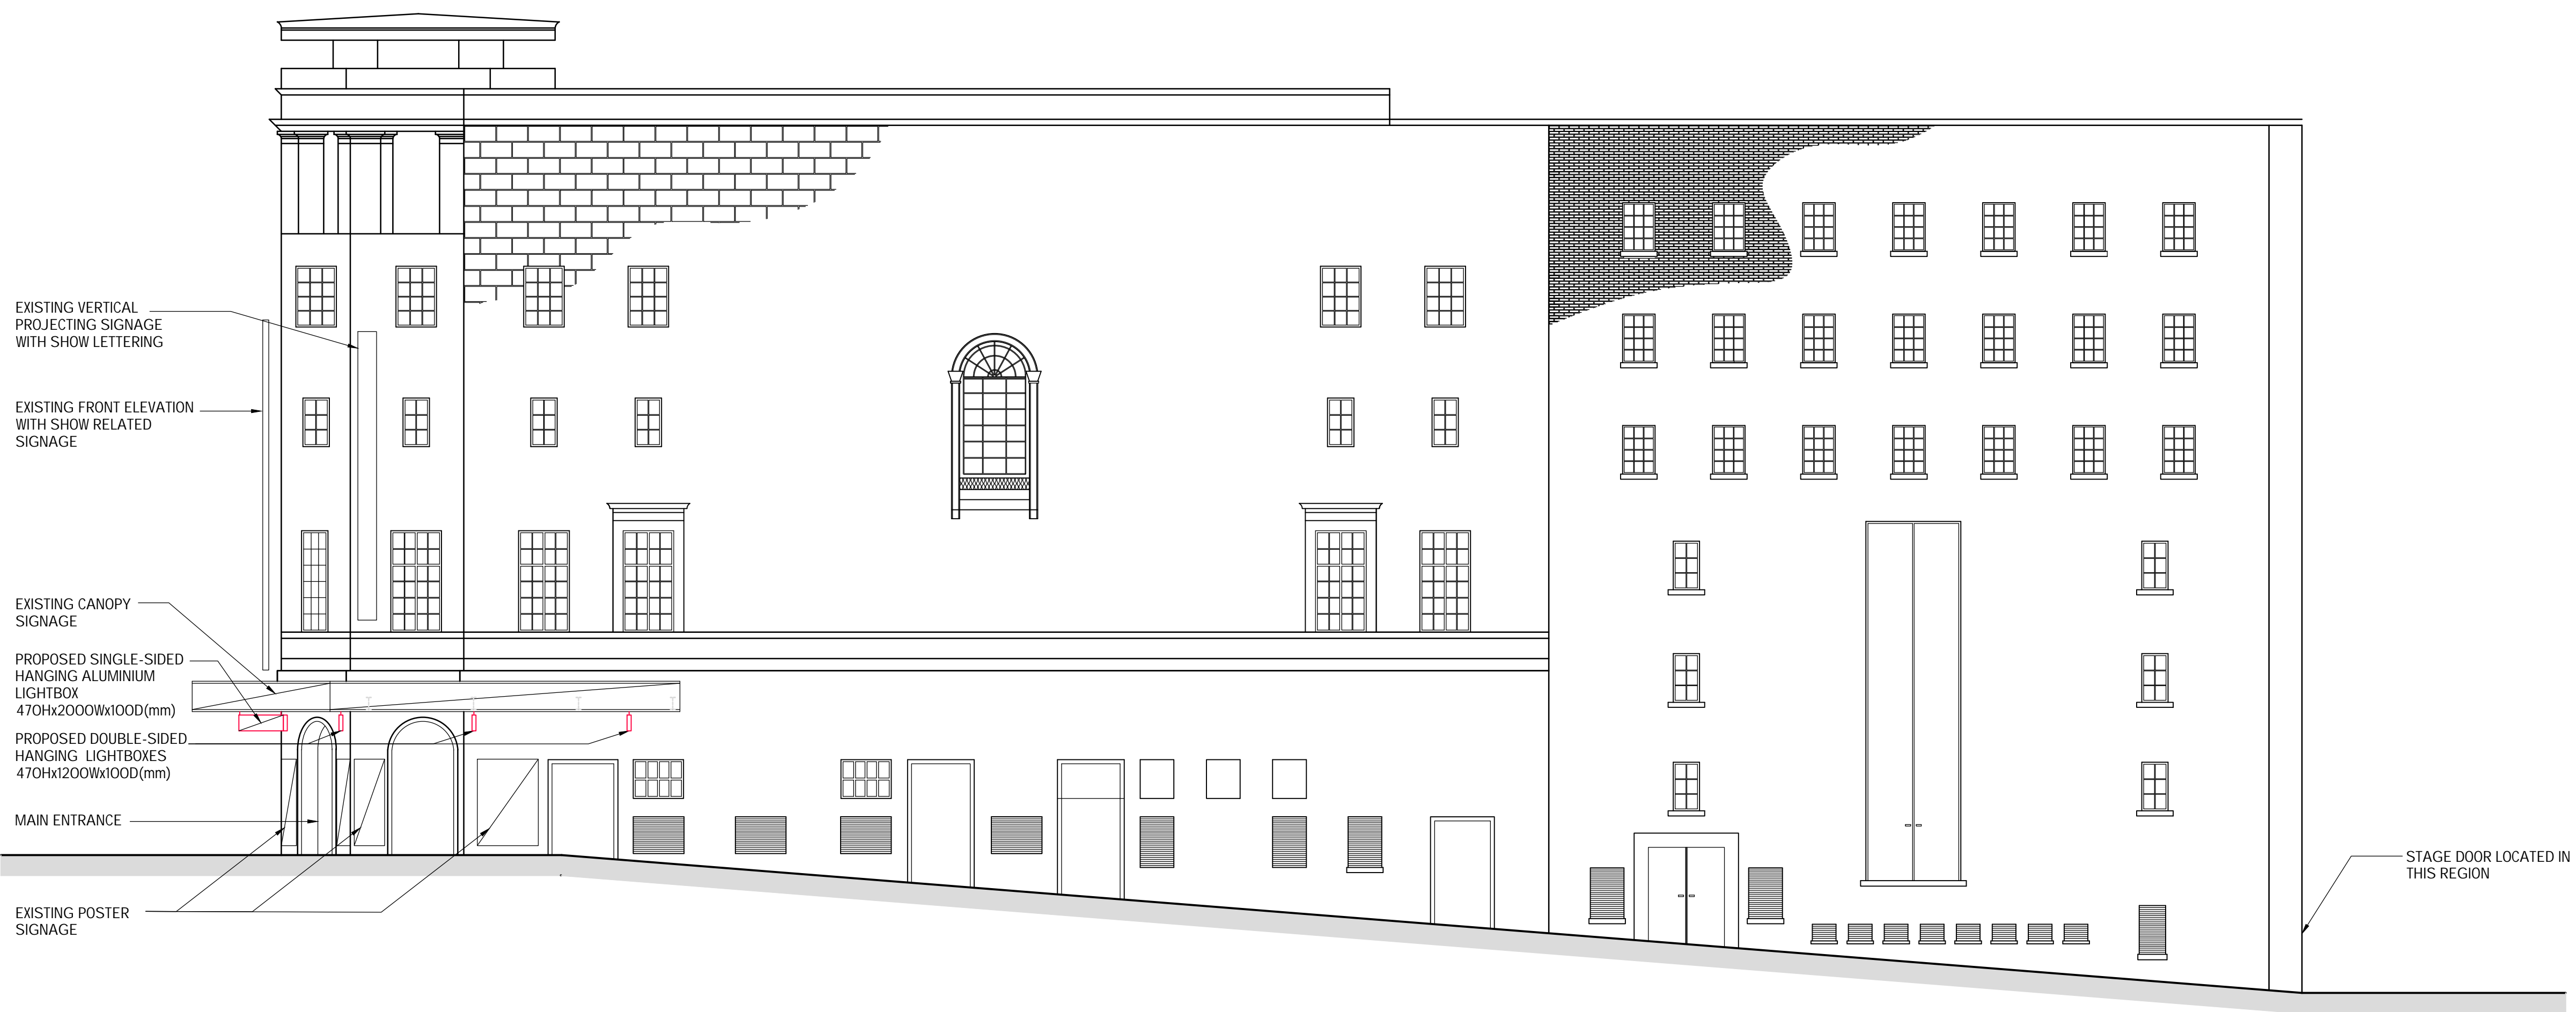 EXISTING VERTICAL
PROJECTING SIGNAGE
WITH SHOW LETTERING
EXISTING FRONT ELEVATION
WITH SHOW RELATED
SIGNAGE
EXISTING CANOPY
SIGNAGE
PROPOSED SINGLE-SIDED
HANGING ALUMINIUM
LIGHTBOX
470Hx2000Wx100D(mm)
PROPOSED DOUBLE-SIDED
HANGING LIGHTBOXES
470Hx1200Wx100D(mm)
MAIN ENTRANCE
EXISTING POSTER
SIGNAGE
STAGE DOOR LOCATED IN
THIS REGION